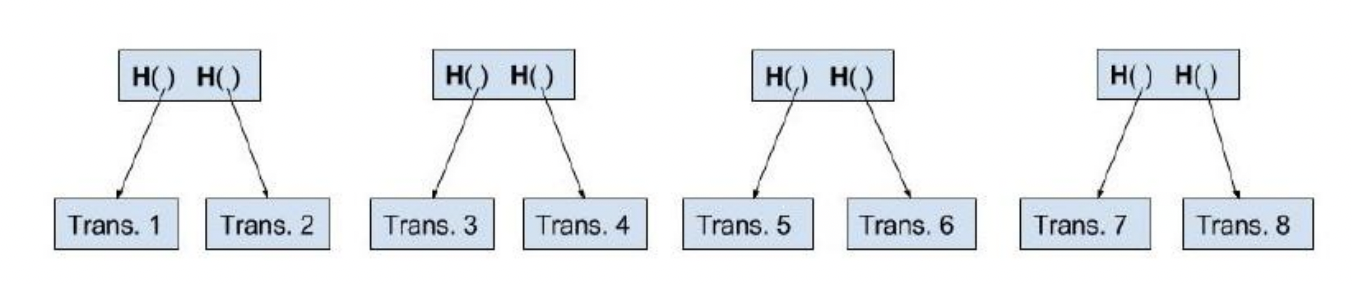 H( ) H( ) H( ) H( ) H( ) H( ) H( ) H( )
Trans. 1 Trans. 2 Trans. 3 Trans. 4 Trans. 5 Trans. 6 Trans. 7 Trans. 8